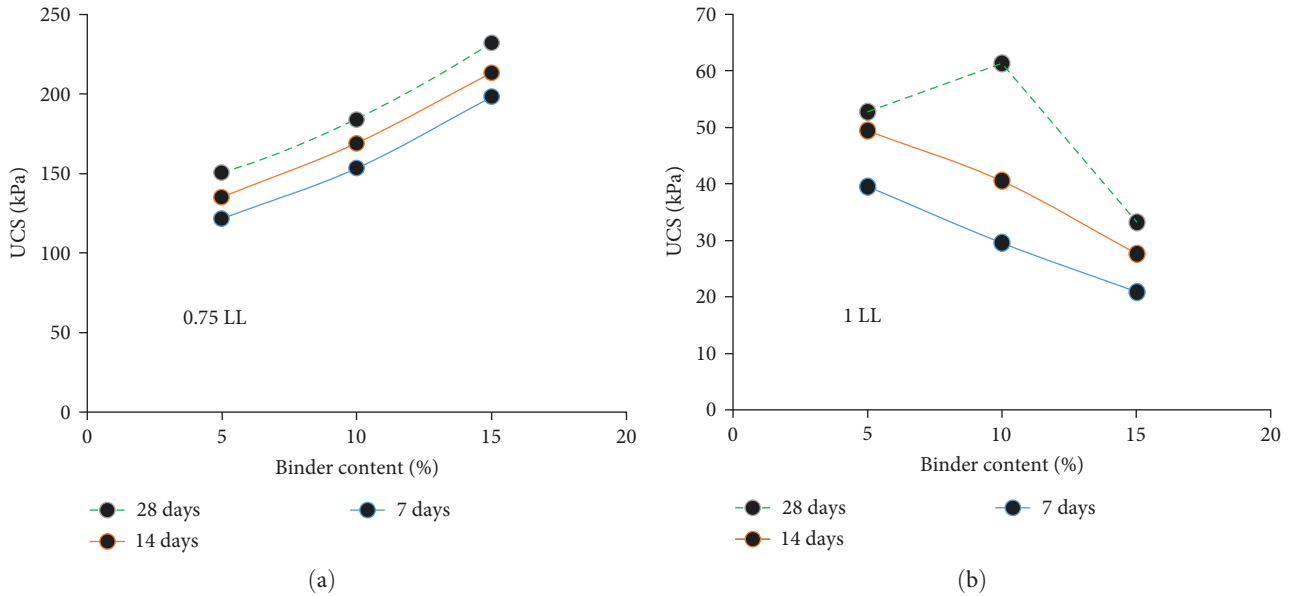 250
200
150
100
50
0
UCS (kPa)
0.75 LL
0 5 10 15 20
Binder content (%)
28 days
7 days
14 days
(a)
70
60
50
40
30
20
10
0
UCS (kPa)
1 LL
0 5 10 15 20
Binder content (%)
28 days
7 days
14 days
(b)